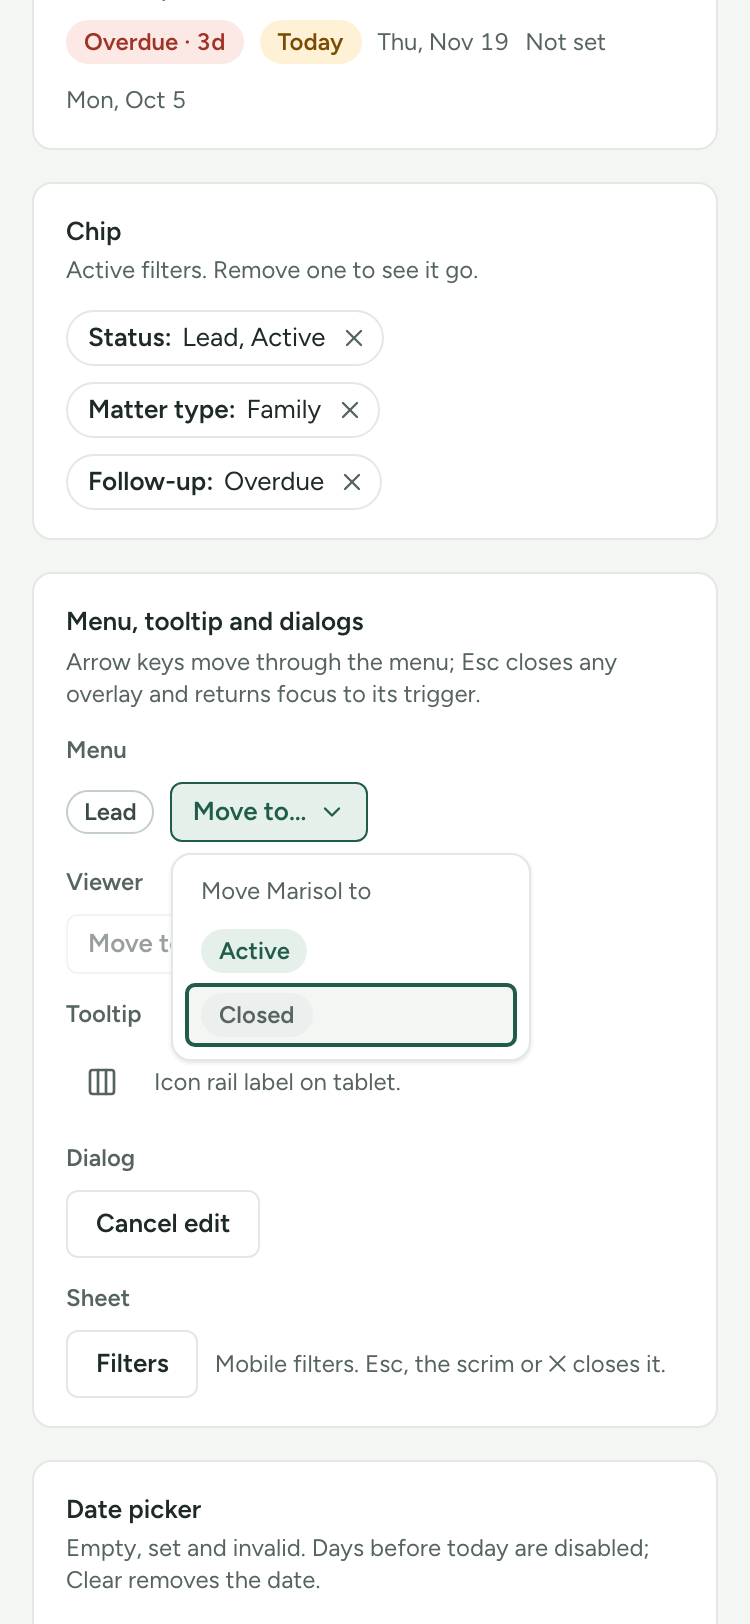 Overdue · 3d Today Thu, Nov 19 Not set
Mon, Oct 5
Chip
Active filters. Remove one to see it go.
Status: Lead, Active
Matter type: Family
Follow-up: Overdue
Menu, tooltip and dialogs
Arrow keys move through the menu; Esc closes any
overlay and returns focus to its trigger.
Menu
Lead Move to...
Move Marisol to
Active
Closed
Viewer
Move
Tooltip
Icon rail label on tablet.
Dialog
Cancel edit
Sheet
Filters Mobile filters. Esc, the scrim or × closes it.
Date picker
Empty, set and invalid. Days before today are disabled;
Clear removes the date.